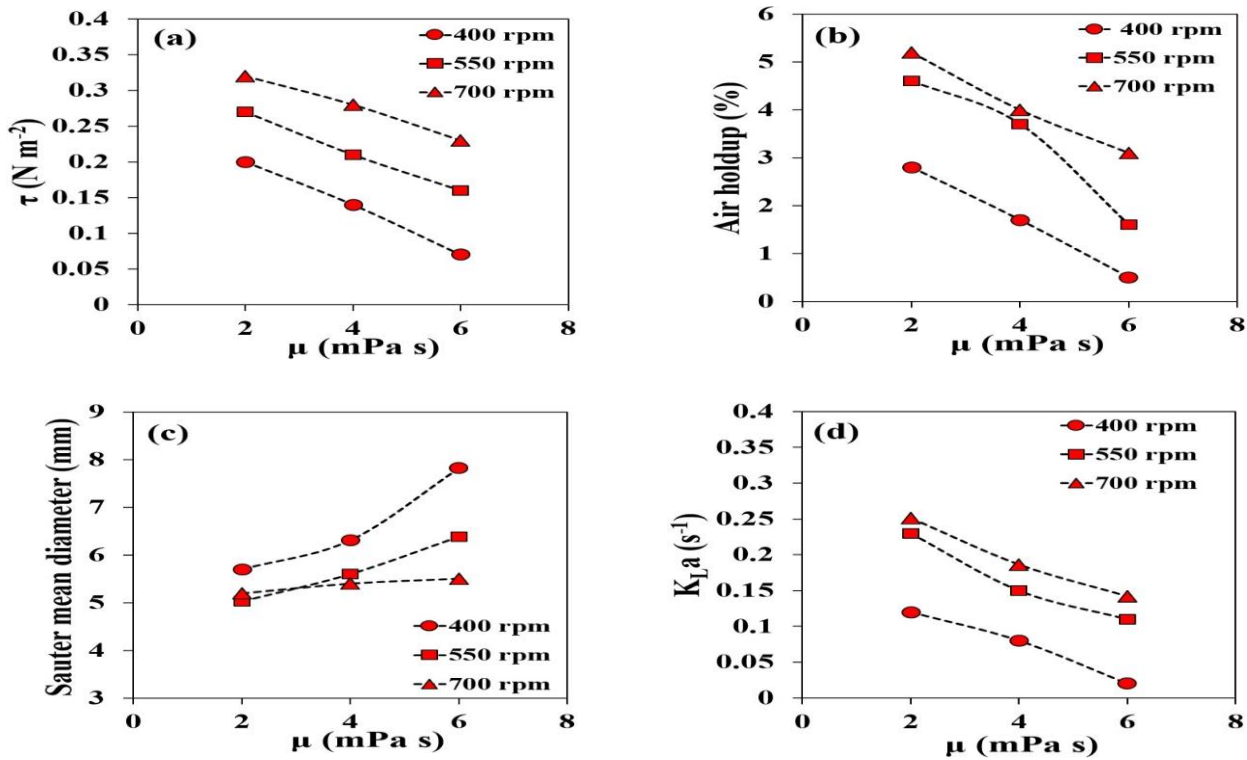 (a)
400 rpm
550 rpm
700 rpm
τ (N m⁻²)
0.4
0.35
0.3
0.25
0.2
0.15
0.1
0.05
0
0 2 4 6 8
μ (mPa s)
(b)
400 rpm
550 rpm
700 rpm
Air holdup (%)
6
5
4
3
2
1
0
0 2 4 6 8
μ (mPa s)
(c)
Sauter mean diameter (mm)
9
8
7
6
5
4
3
400 rpm
550 rpm
700 rpm
0 2 4 6 8
μ (mPa s)
(d)
400 rpm
550 rpm
700 rpm
K_La (s⁻¹)
0.4
0.35
0.3
0.25
0.2
0.15
0.1
0.05
0
0 2 4 6 8
μ (mPa s)